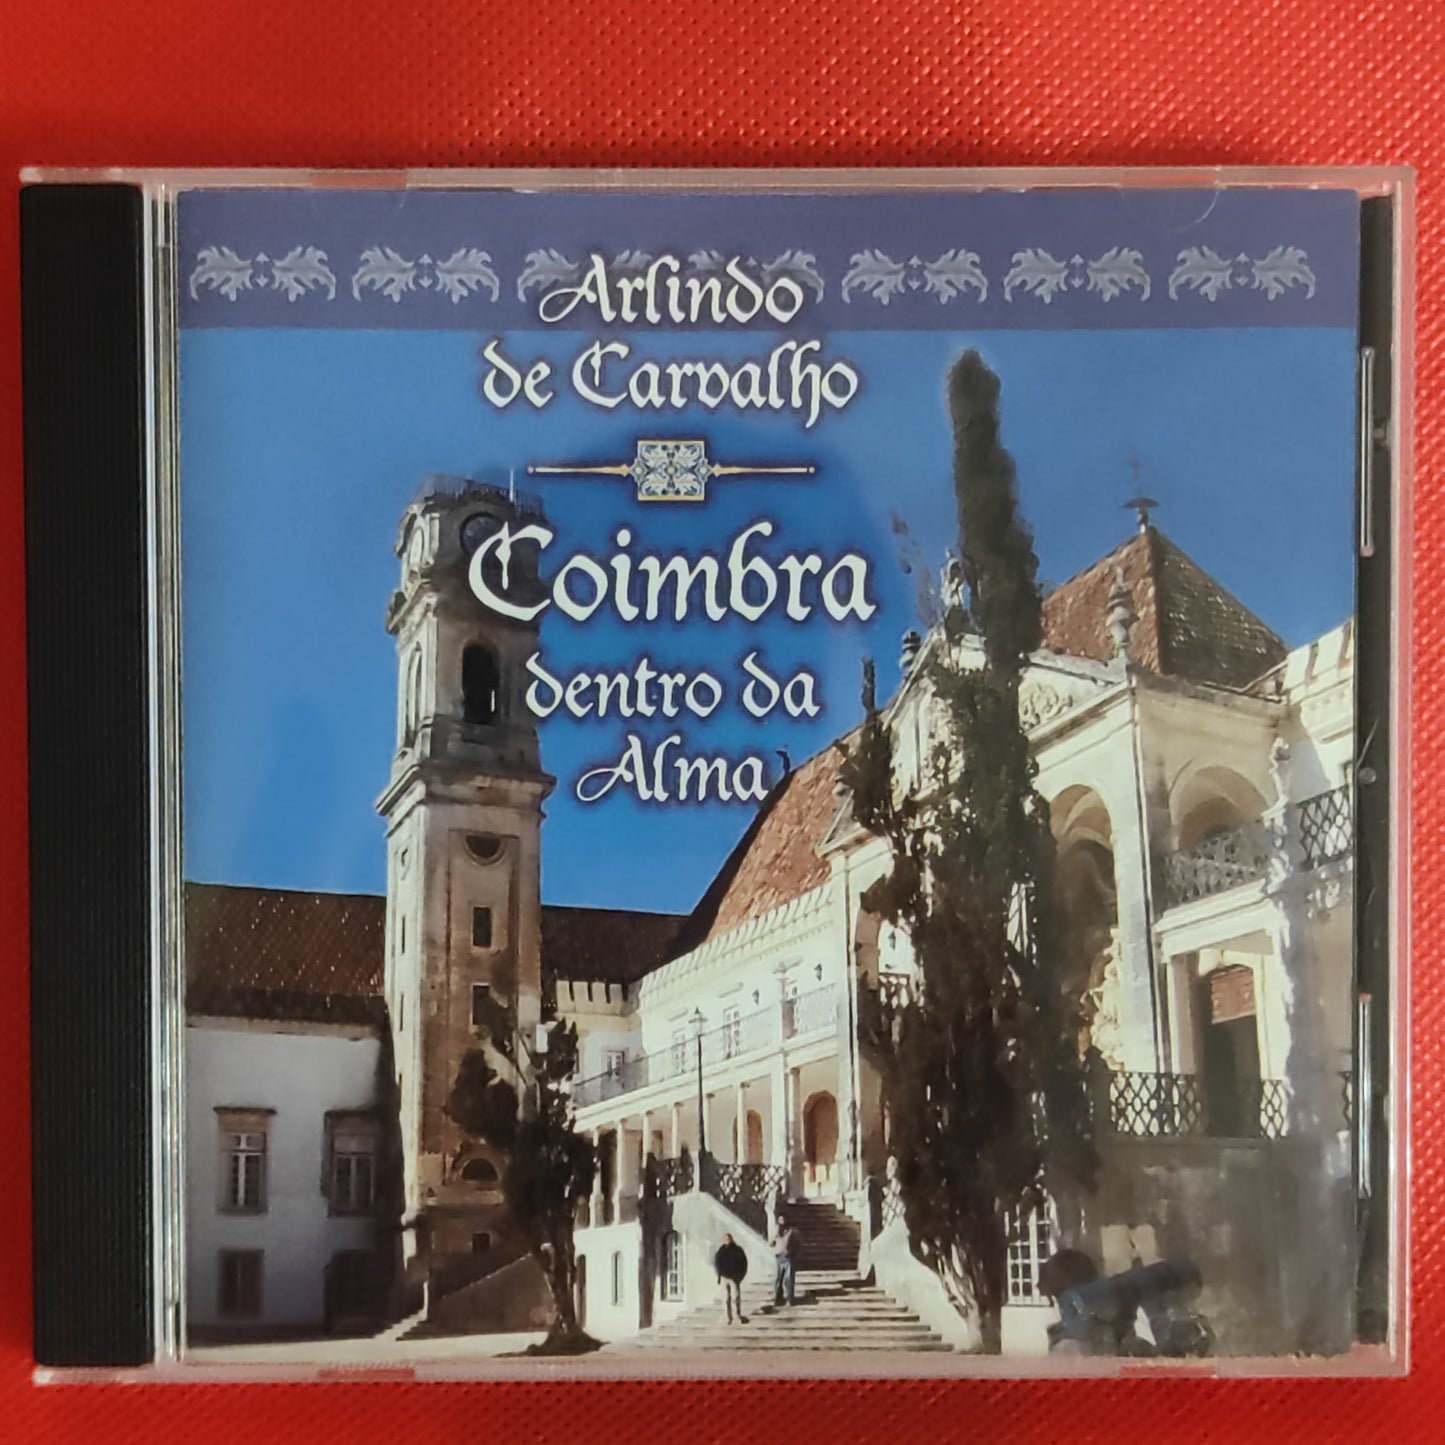 Arlindo
de Carvalho
Coimbra
dentro da
Alma